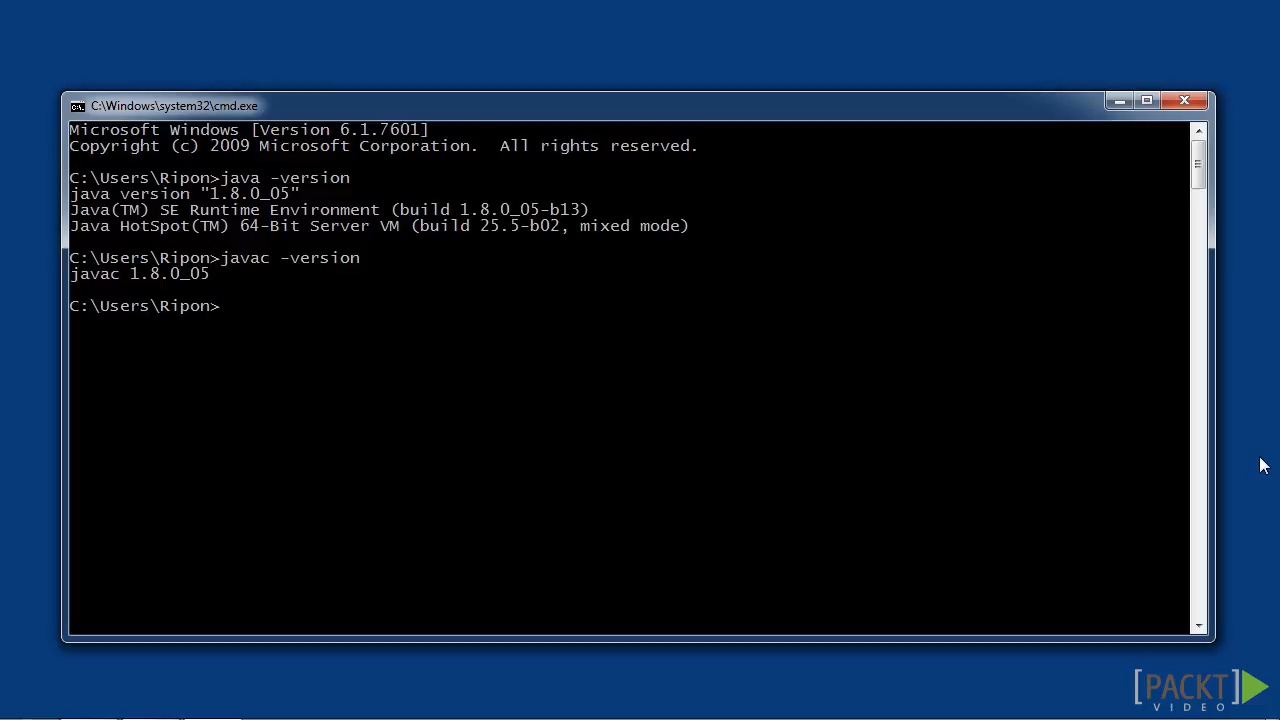 C:\Windows\system32\cmd.exe
Microsoft Windows [Version 6.1.7601]
Copyright (c) 2009 Microsoft Corporation.  All rights reserved.
C:\Users\Ripon>java -version
java version "1.8.0_05"
Java(TM) SE Runtime Environment (build 1.8.0_05-b13)
Java HotSpot(TM) 64-Bit Server VM (build 25.5-b02, mixed mode)
C:\Users\Ripon>javac -version
javac 1.8.0_05
C:\Users\Ripon>
[PACKT]
VIDEO